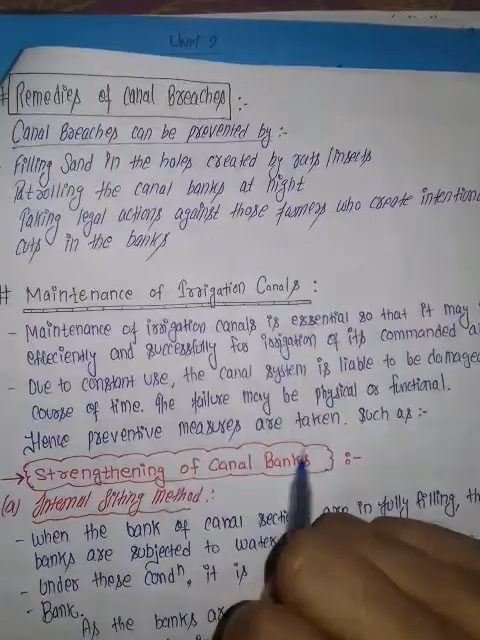 Unit 2
# Remedies of Canal Breaches :-
Canal Breaches can be prevented by :-
Filling Sand in the holes created by rats/insects
Patrolling the canal banks at night
Taking legal actions against those farmers who create intention
cuts in the banks
# Maintenance of Irrigation Canals :
- Maintenance of irrigation canals is essential so that it may
effeciently and successfully for irrigation of its commanded
- Due to constant use, the canal system is liable to be damaged
course of time. The failure may be physical or functional.
Hence preventive measures are taken. Such as :-
→ Strengthening of Canal Banks :-
(a) Internal Silting Method :
- When the bank of canal are in fully filling,
banks are subjected to
- Under these Condⁿ, it is
- Bank.
As the banks